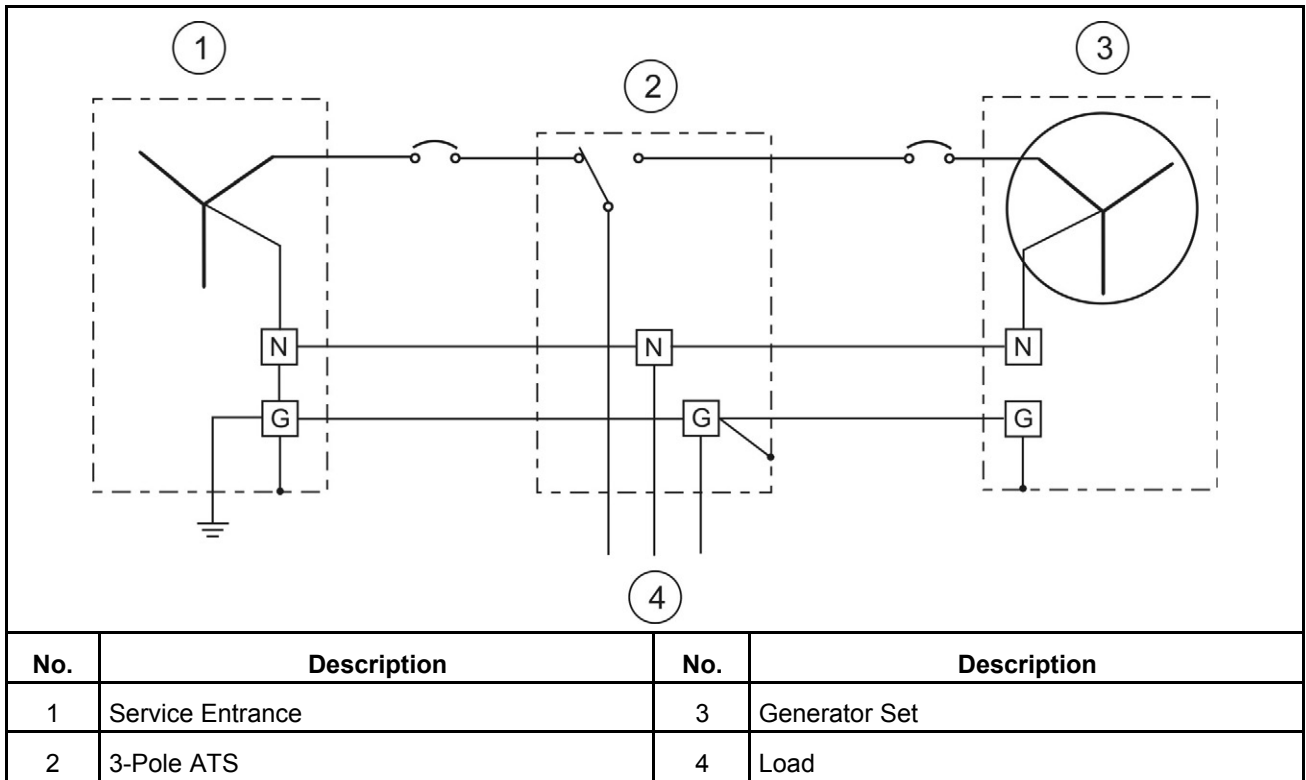 1
3
2
N
N
N
G
G
G
4
No. Description No. Description
1 Service Entrance 3 Generator Set
2 3-Pole ATS 4 Load